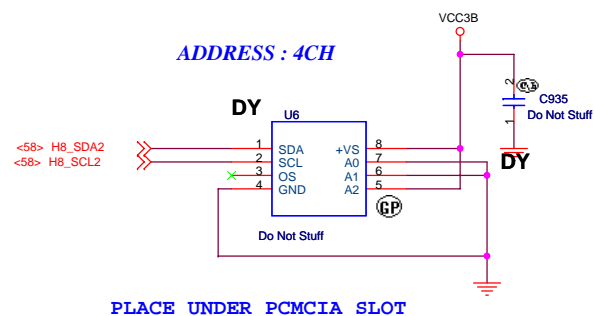 VCC3B
ADDRESS : 4CH
2
C935
DY
Do Not Stuff
U6
1
<58> H8_SDA2
1 SDA +VS 8
DY
<58> H8_SCL2
2 SCL A0 7
3 OS A1 6
4 GND A2 5
GP
Do Not Stuff
PLACE UNDER PCMCIA SLOT